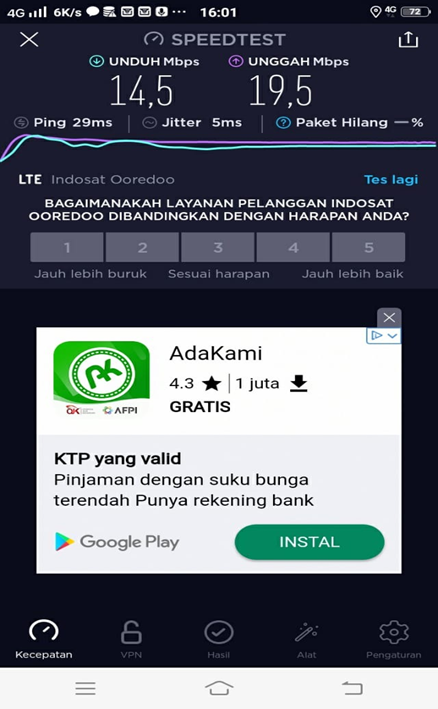 4G 6K/s 16:01 4G 72
SPEEDTEST
UNDUH Mbps UNGGAH Mbps
14,5 19,5
Ping 29ms Jitter 5ms Paket Hilang —%
LTE Indosat Ooredoo Tes lagi
BAGAIMANAKAH LAYANAN PELANGGAN INDOSAT
OOREDOO DIBANDINGKAN DENGAN HARAPAN ANDA?
1 2 3 4 5
Jauh lebih buruk Sesuai harapan Jauh lebih baik
AdaKami
4.3 ★ | 1 juta
GRATIS
AFPI
KTP yang valid
Pinjaman dengan suku bunga
terendah Punya rekening bank
Google Play INSTAL
Kecepatan VPN Hasil Alat Pengaturan